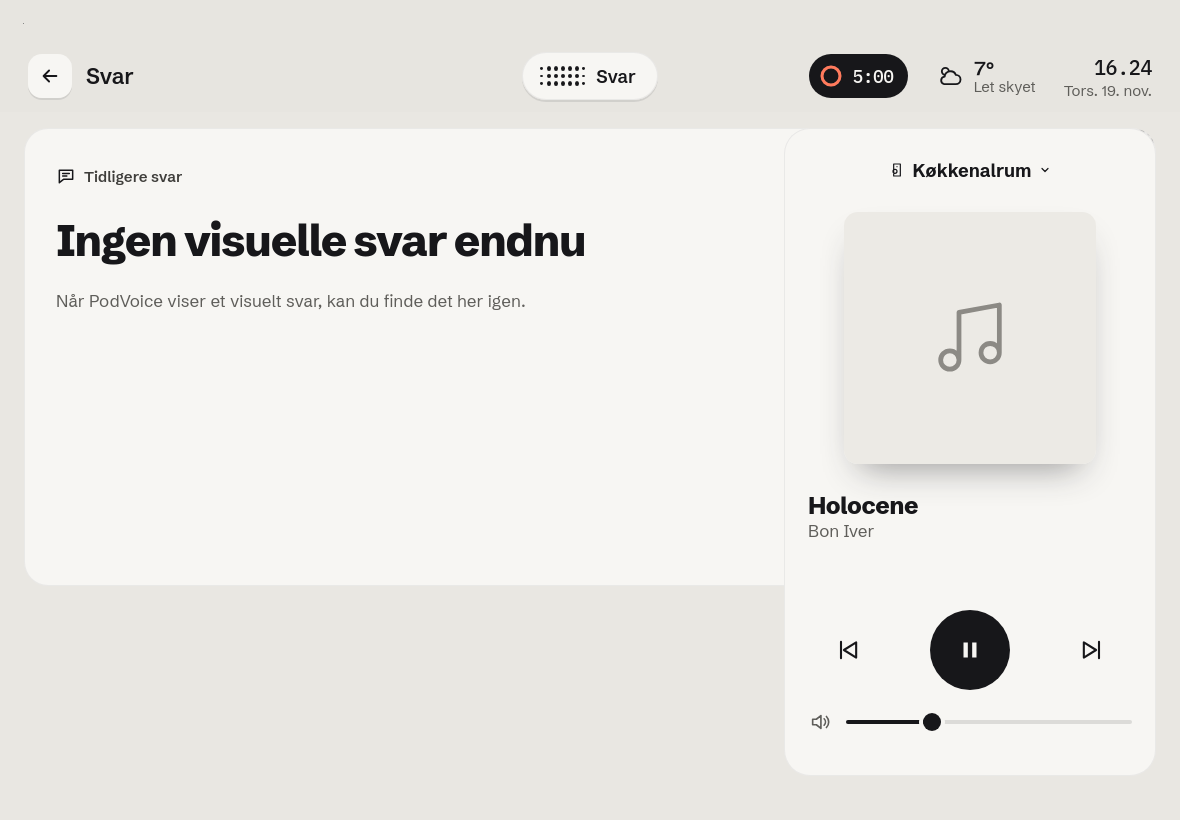 Svar
Svar
5:00
7°
Let skyet
16.24
Tors. 19. nov.
Tidligere svar
Ingen visuelle svar endnu
Når PodVoice viser et visuelt svar, kan du finde det her igen.
Køkkenalrum
Holocene
Bon Iver